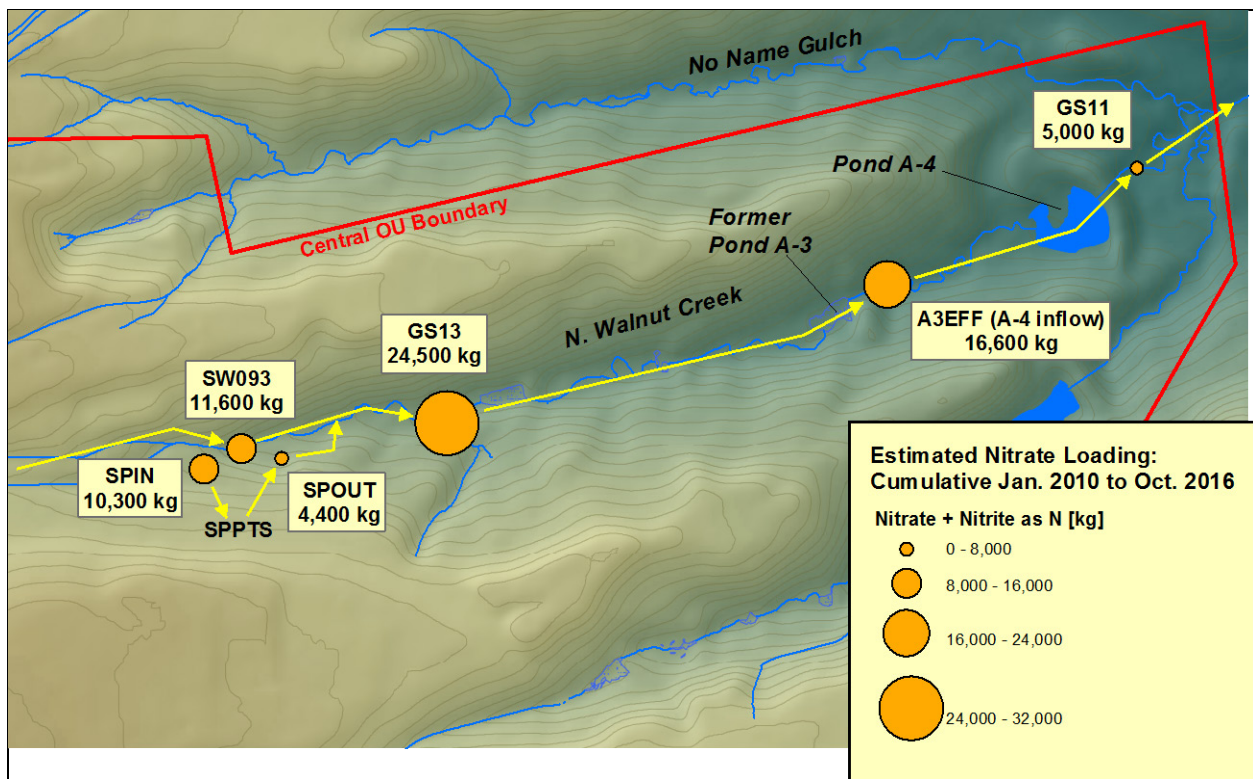 No Name Gulch
GS11
5,000 kg
Pond A-4
Former
Pond A-3
Central OU Boundary
N. Walnut Creek
A3EFF (A-4 inflow)
16,600 kg
GS13
24,500 kg
SW093
11,600 kg
SPIN
10,300 kg
SPOUT
4,400 kg
SPPTS
Estimated Nitrate Loading:
Cumulative Jan. 2010 to Oct. 2016
Nitrate + Nitrite as N [kg]
0 - 8,000
8,000 - 16,000
16,000 - 24,000
24,000 - 32,000